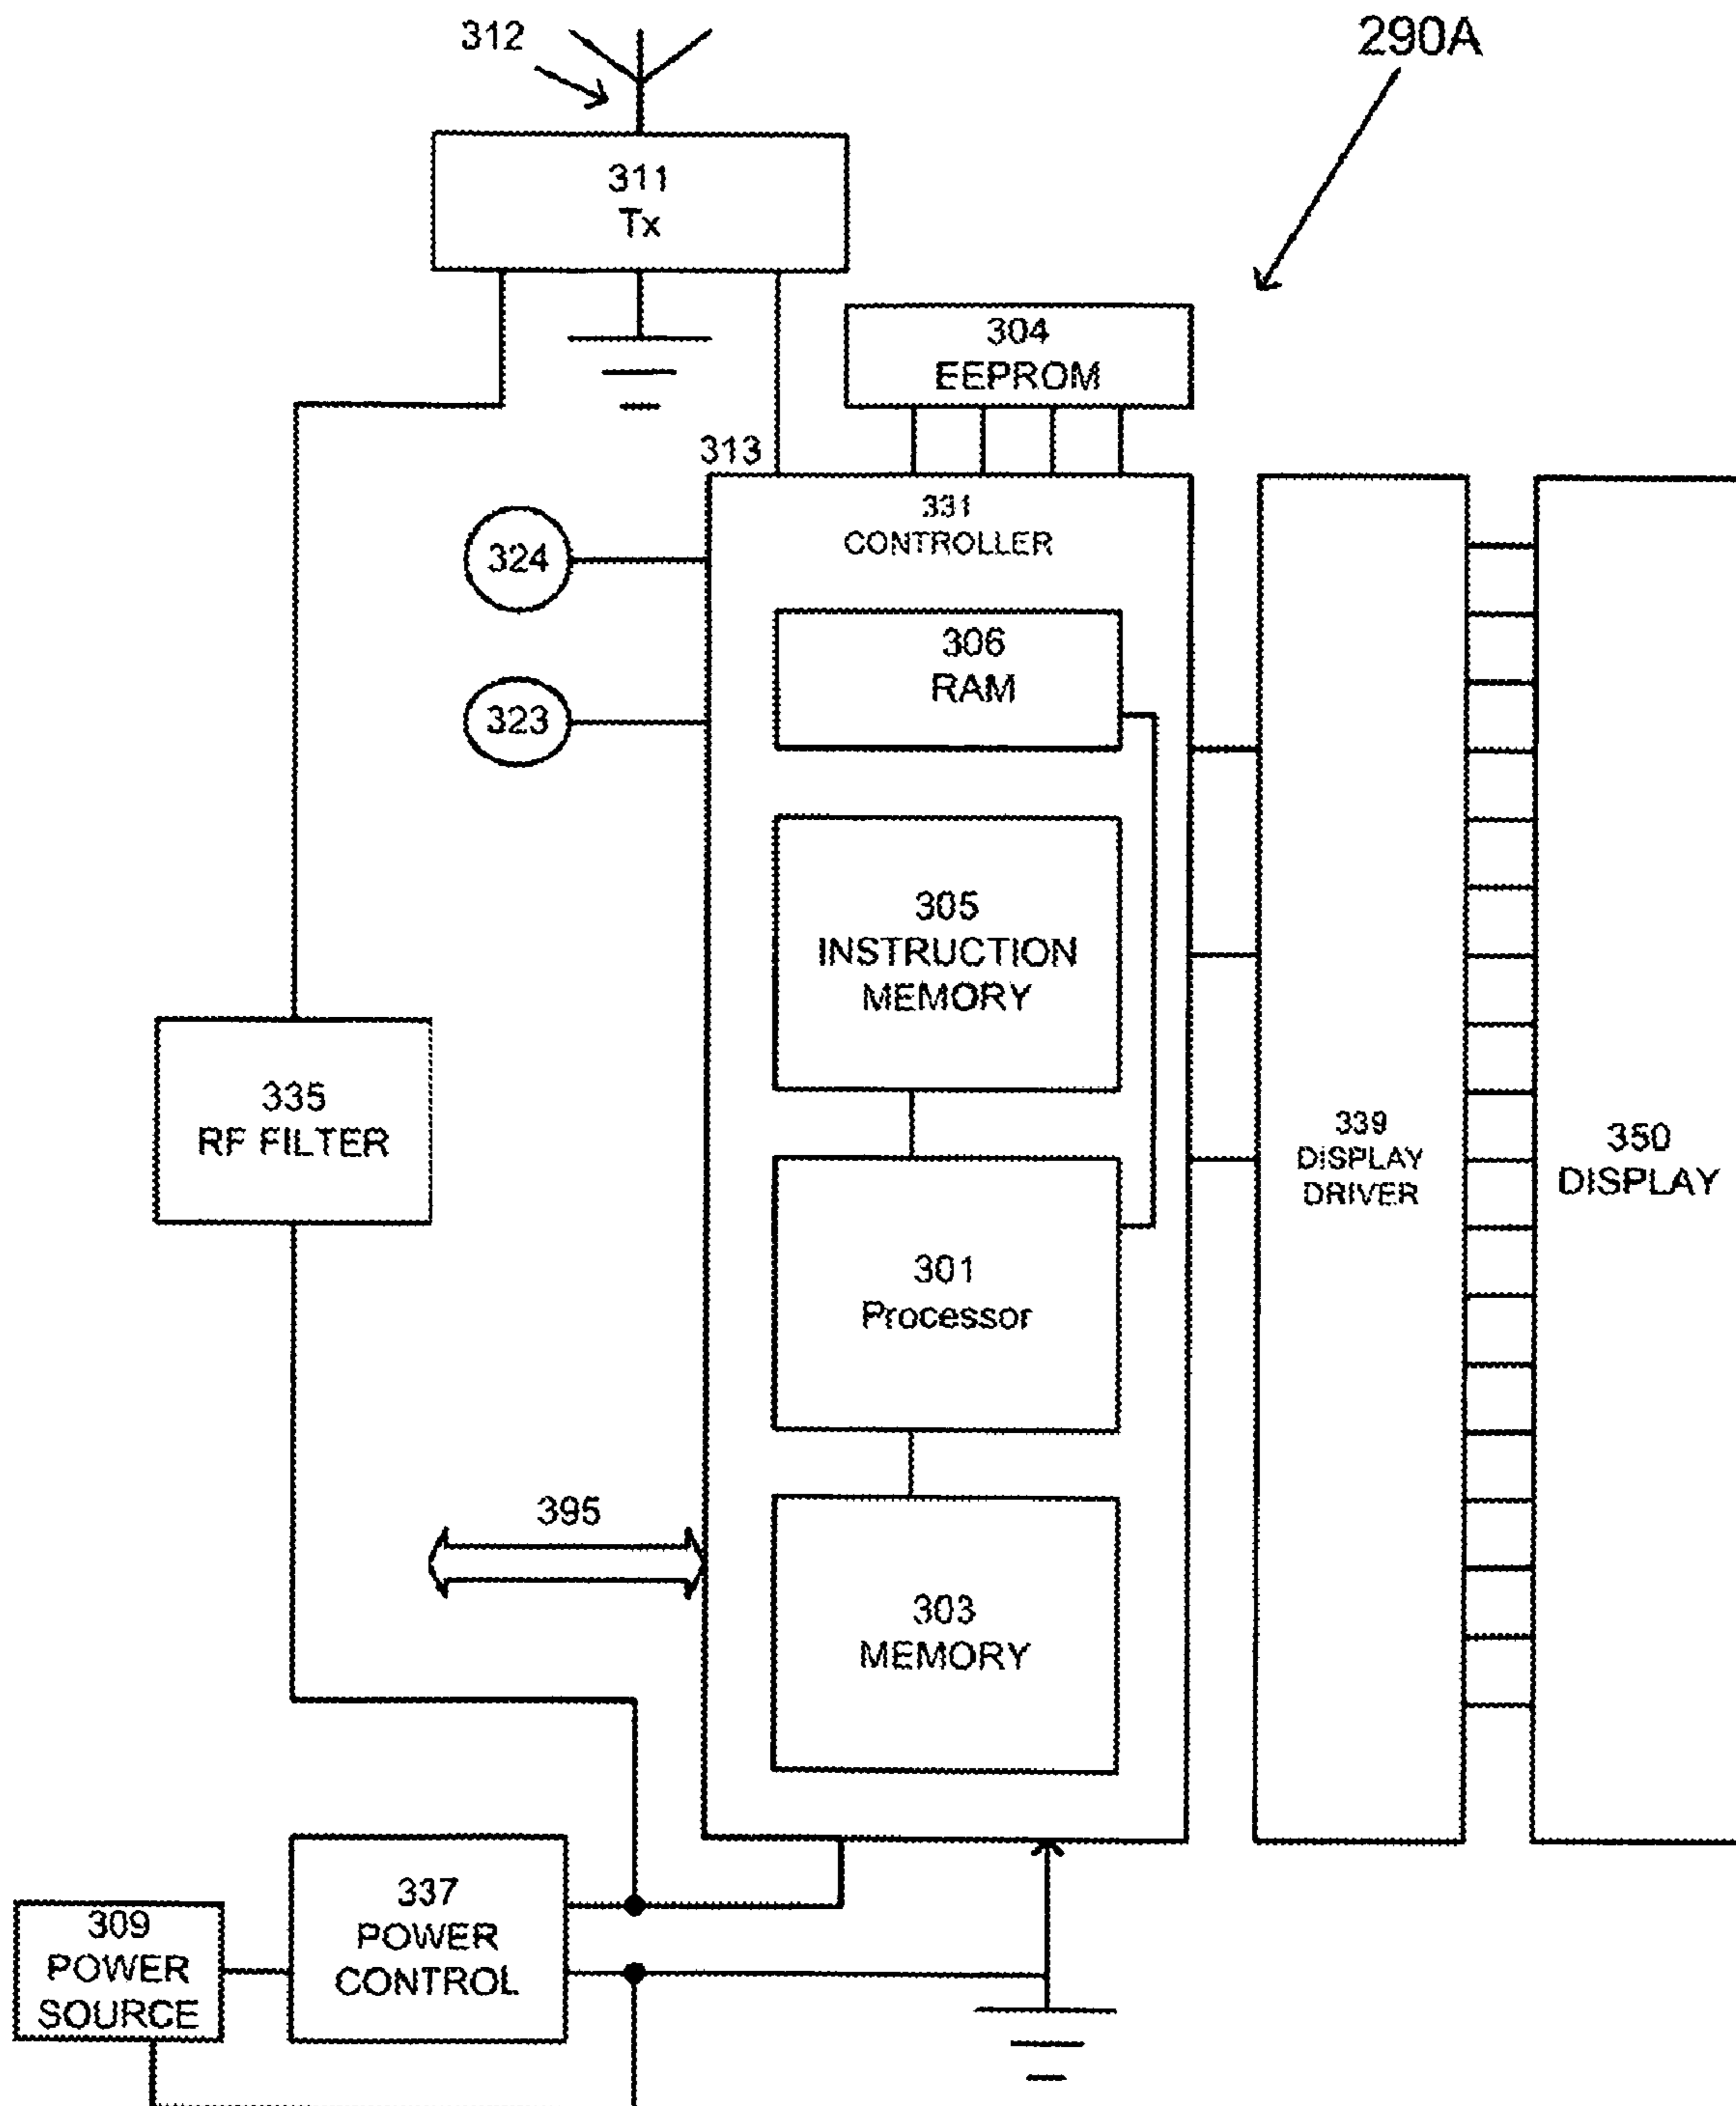 312
290A
311
Tx
304
EEPROM
313
331
CONTROLLER
324
306
RAM
323
305
INSTRUCTION
MEMORY
335
RF FILTER
339
DISPLAY
DRIVER
350
DISPLAY
301
Processor
395
303
MEMORY
337
POWER
CONTROL
309
POWER
SOURCE